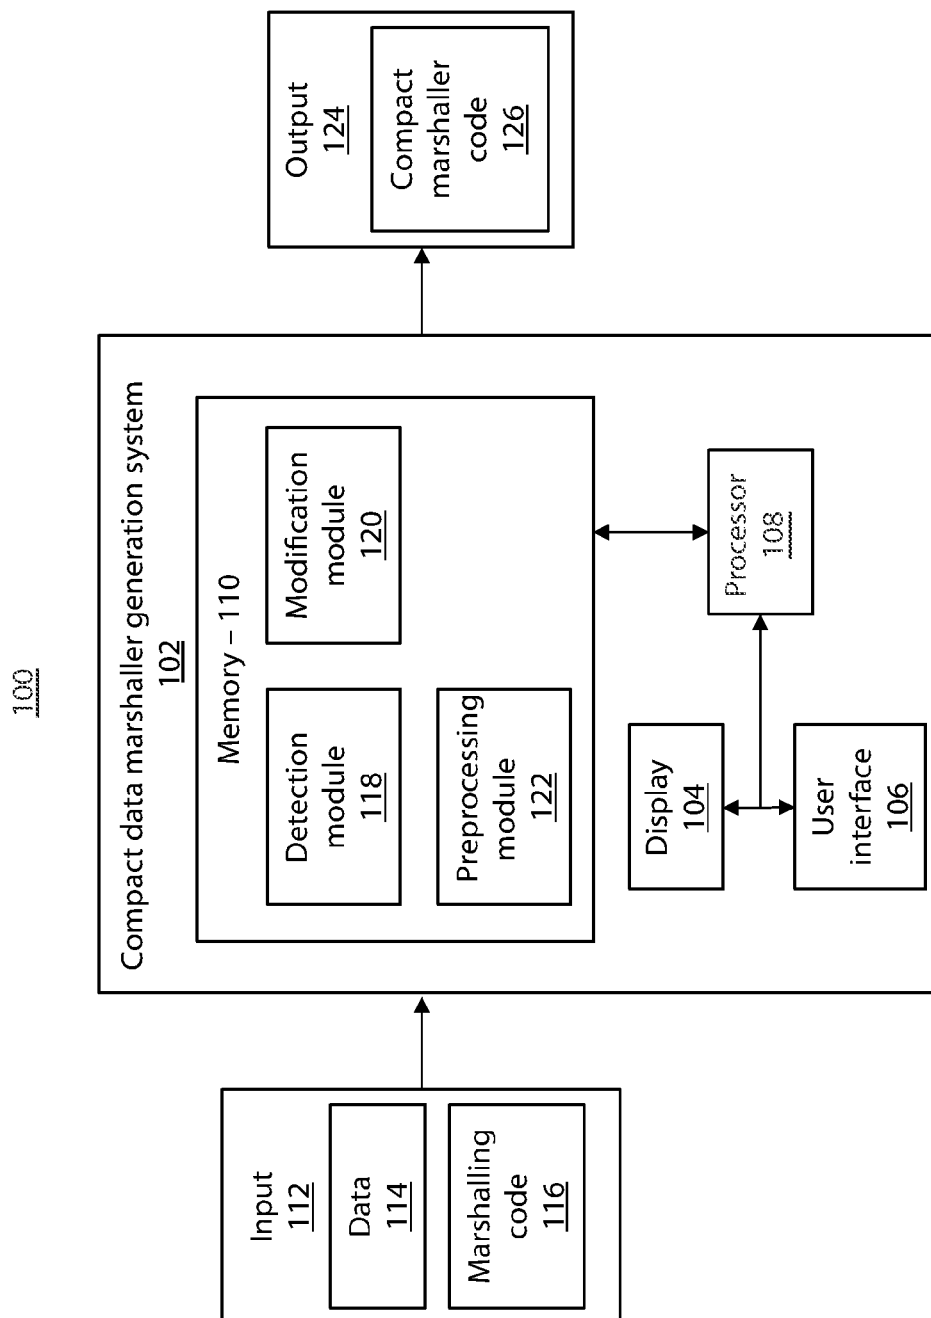 100
Input
112
Data
114
Marshalling
code
116
Compact data marshaller generation system
102
Memory – 110
Detection
module
118
Modification
module
120
Preprocessing
module
122
Display
104
User
interface
106
Processor
108
Output
124
Compact
marshaller
code
126